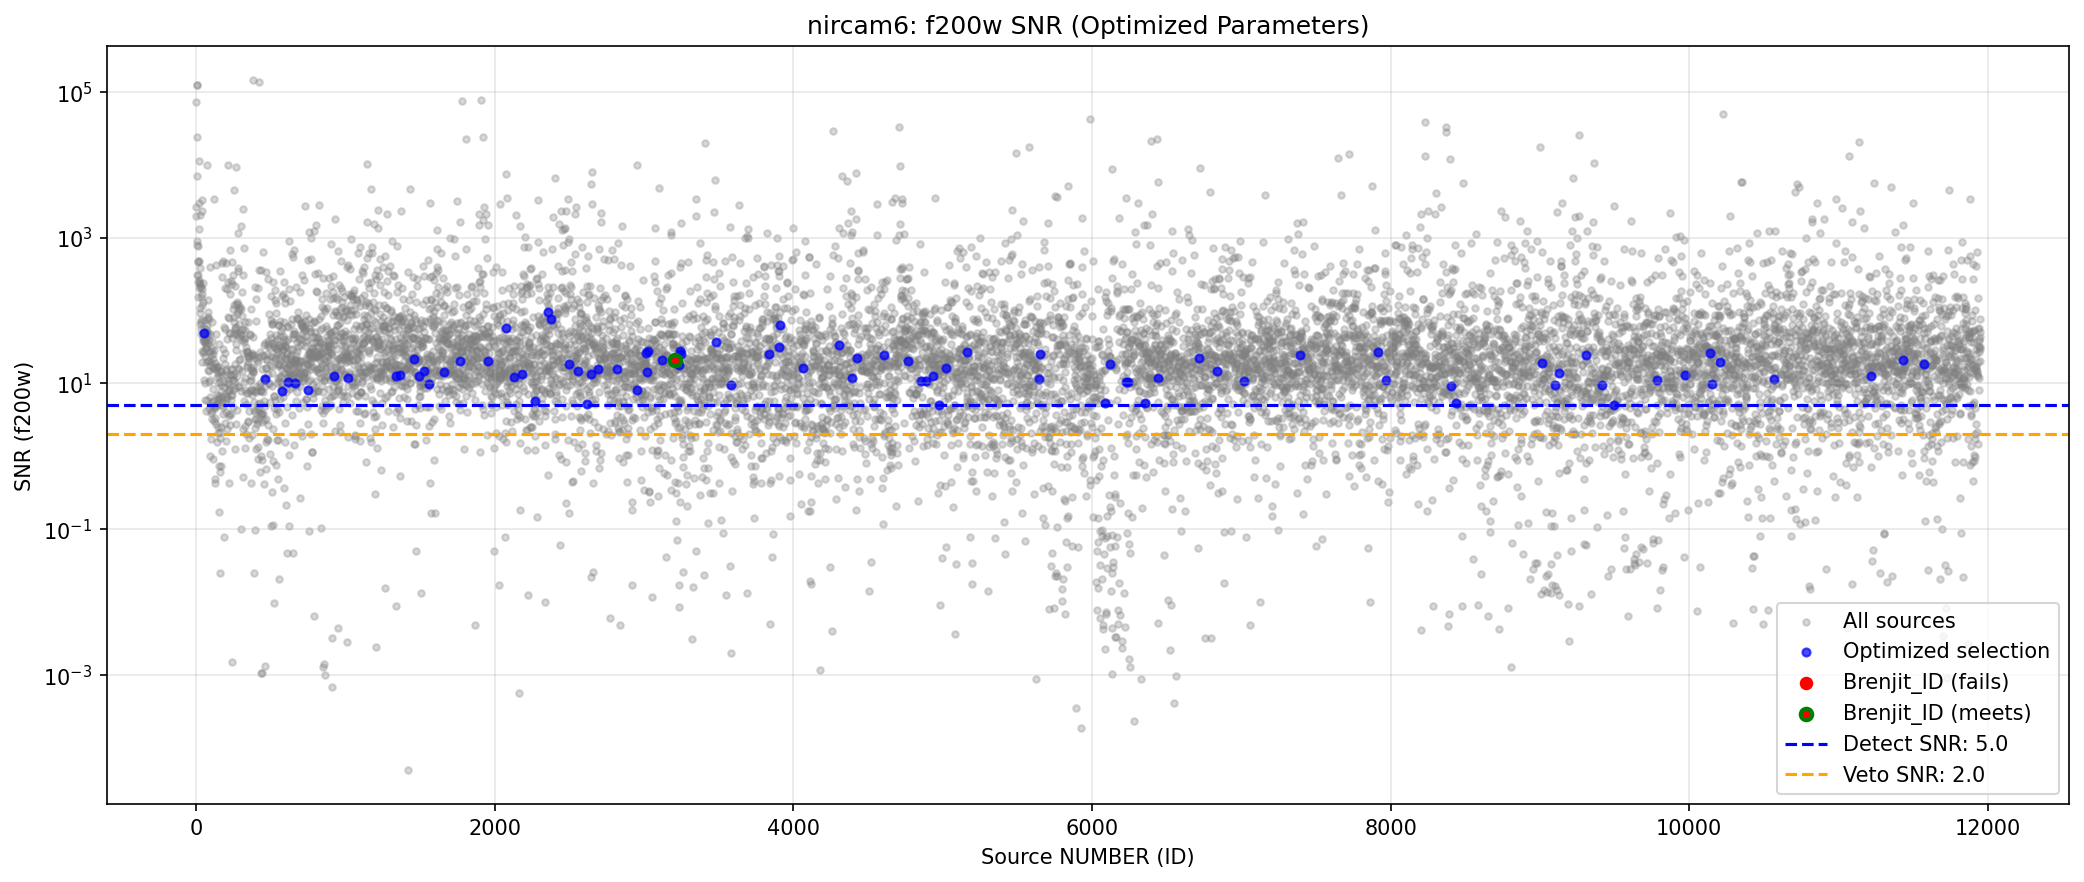 nircam6: f200w SNR (Optimized Parameters)
SNR (f200w)
10^5
10^3
10^1
10^-1
10^-3
All sources
Optimized selection
Brenjit_ID (fails)
Brenjit_ID (meets)
Detect SNR: 5.0
Veto SNR: 2.0
0 2000 4000 6000 8000 10000 12000
Source NUMBER (ID)